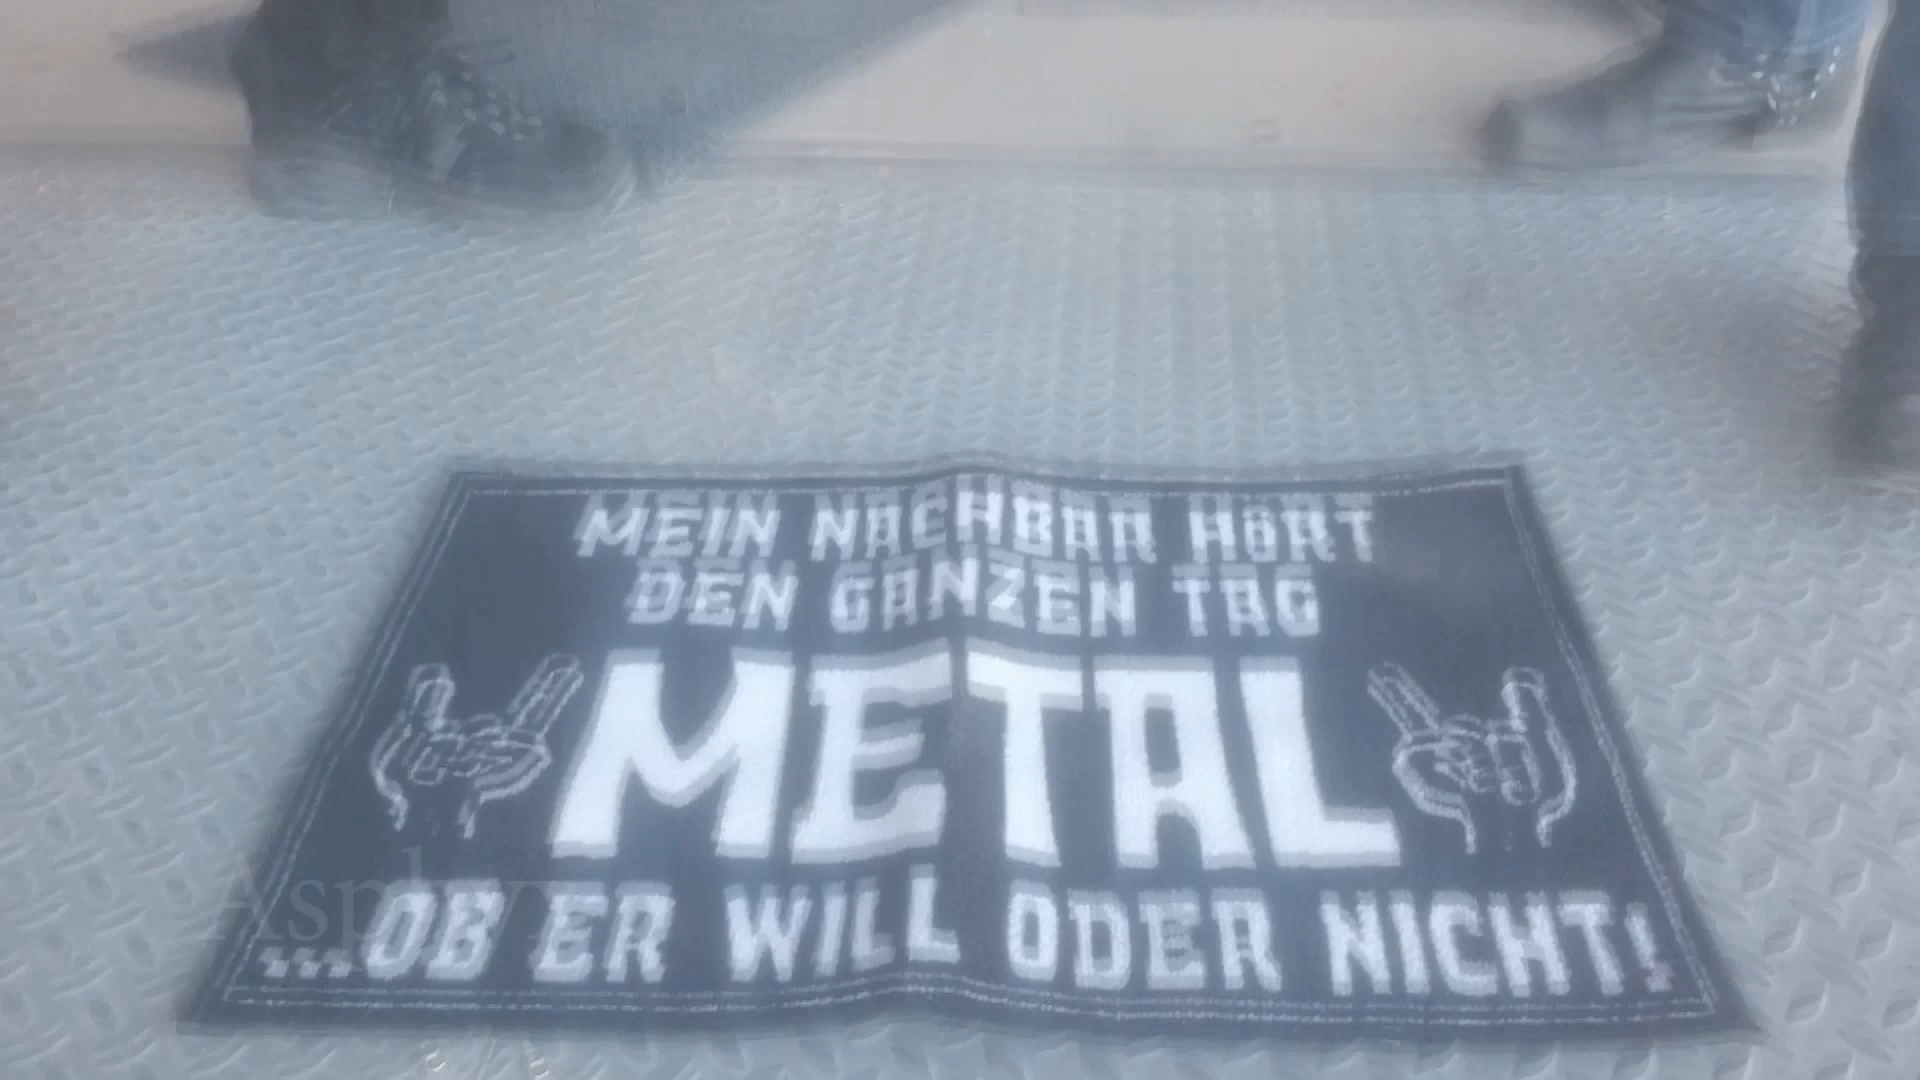 MEIN NACHBAR HÖRT
DEN GANZEN TAG
METAL
...OB ER WILL ODER NICHT!